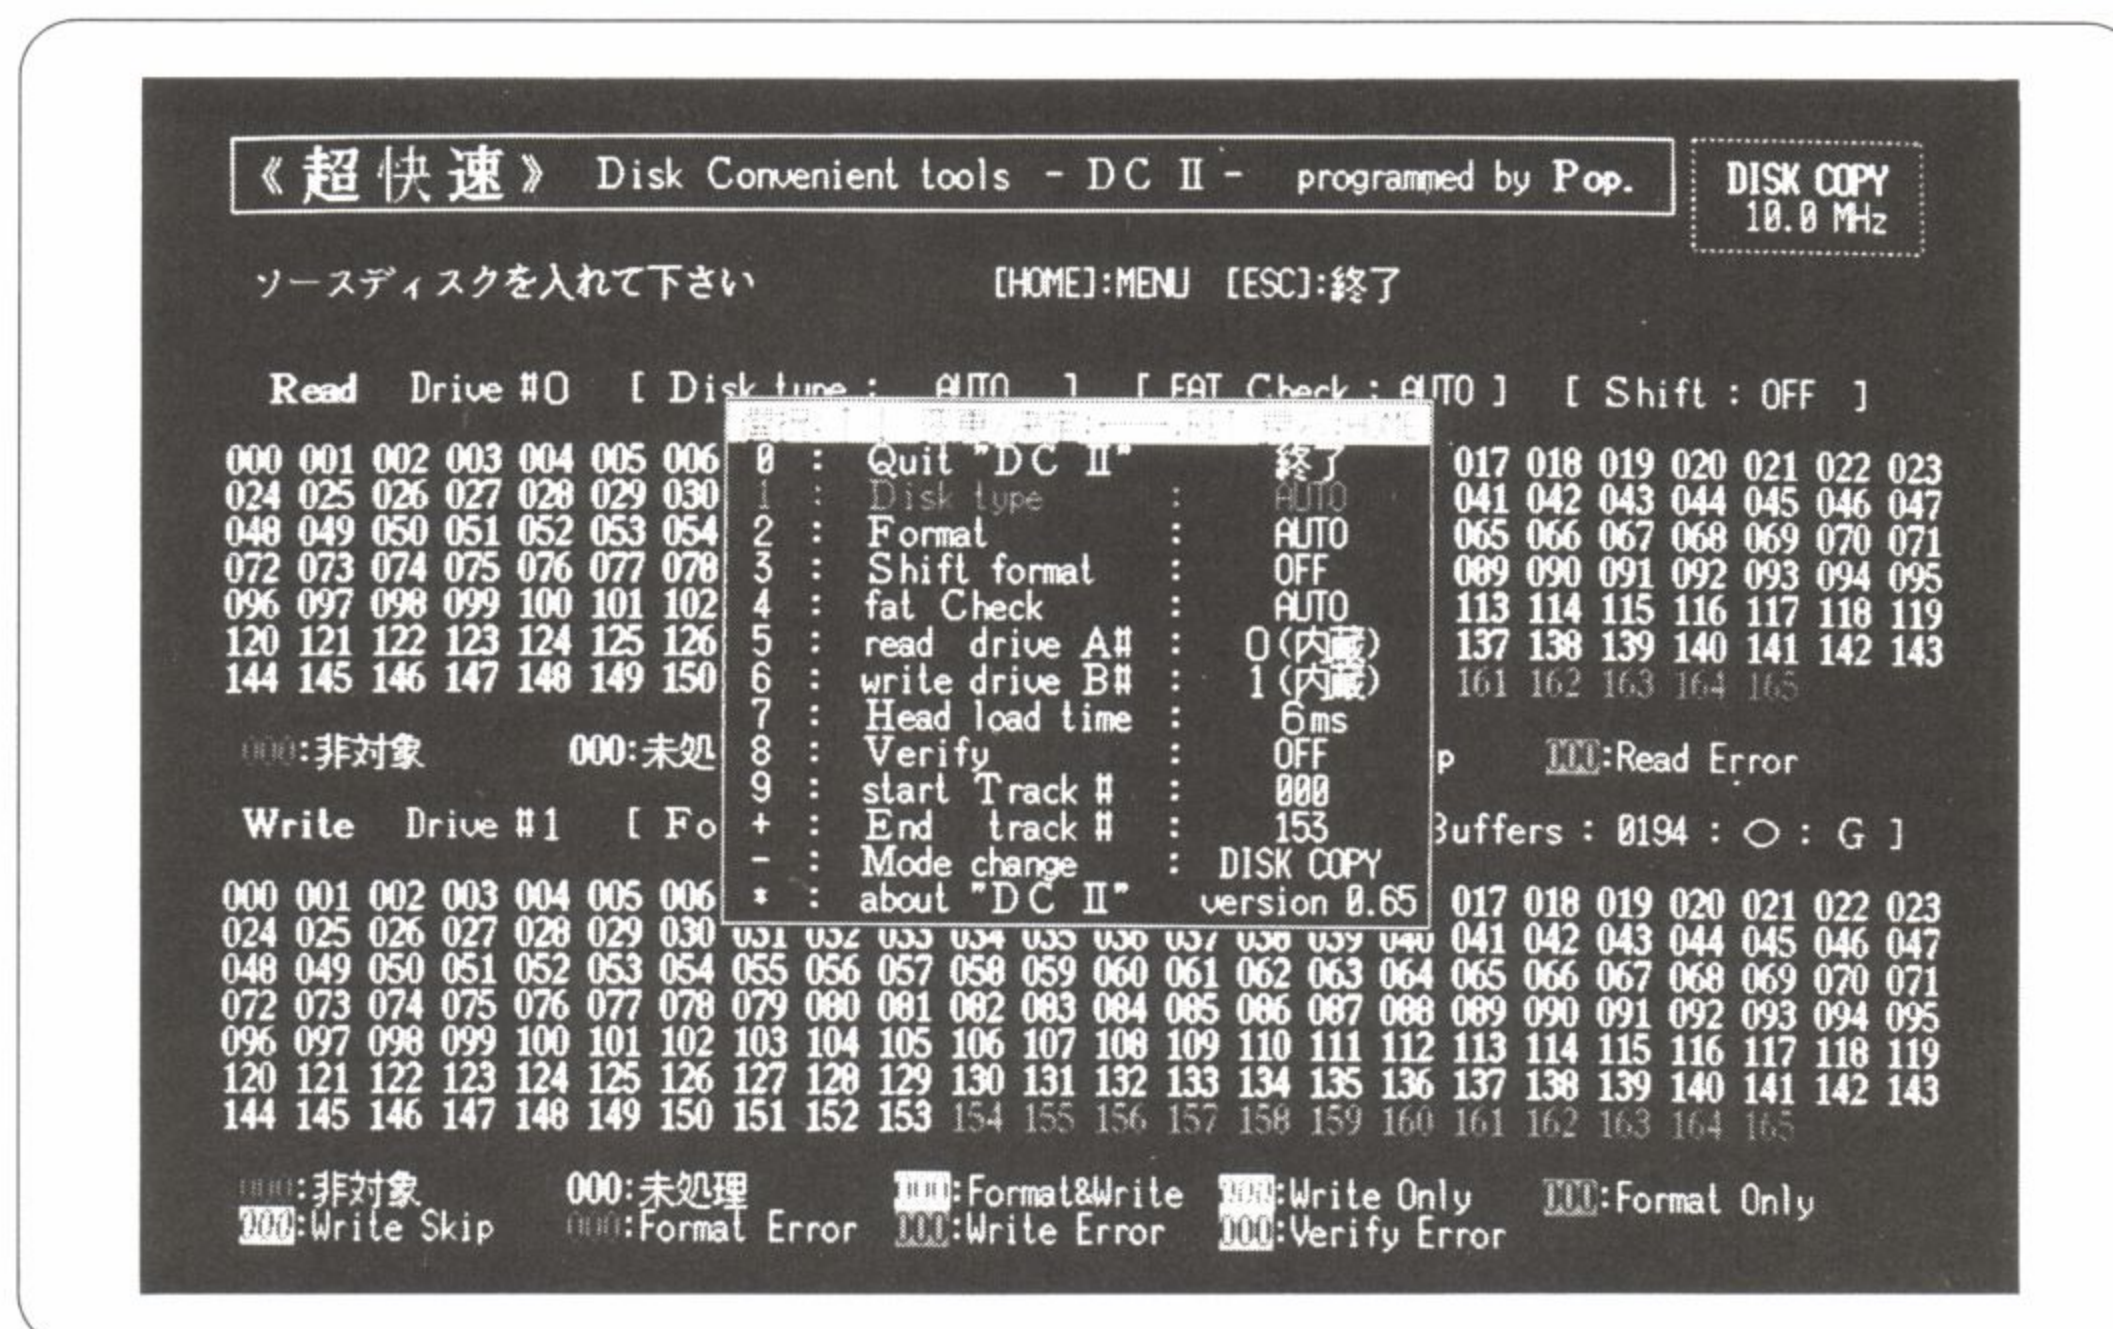 《超快速》 Disk Convenient tools - DC Ⅱ - programmed by Pop.
DISK COPY
10.0 MHz
ソースディスクを入れて下さい [HOME]:MENU [ESC]:終了
Read Drive #0 [ Disk type : AUTO ] [ FAT Check : AUTO ] [ Shift : OFF ]
000 001 002 003 004 005 006 017 018 019 020 021 022 023
024 025 026 027 028 029 030 041 042 043 044 045 046 047
048 049 050 051 052 053 054 065 066 067 068 069 070 071
072 073 074 075 076 077 078 089 090 091 092 093 094 095
096 097 098 099 100 101 102 113 114 115 116 117 118 119
120 121 122 123 124 125 126 137 138 139 140 141 142 143
144 145 146 147 148 149 150 161 162 163 164 165
000:非対象 000:未処 p 000:Read Error
HOME
0 : Quit "DC Ⅱ" 終了
1 : Disk type : AUTO
2 : Format : AUTO
3 : Shift format : OFF
4 : fat Check : AUTO
5 : read drive A# : 0(内蔵)
6 : write drive B# : 1(内蔵)
7 : Head load time : 6ms
8 : Verify : OFF
9 : start Track # : 000
+ : End track # : 153
- : Mode change : DISK COPY
* : about "DC Ⅱ" version 0.65
Write Drive #1 [ Fo Buffers : 0194 : ○ : G ]
000 001 002 003 004 005 006 017 018 019 020 021 022 023
024 025 026 027 028 029 030 031 032 033 034 035 036 037 038 039 040 041 042 043 044 045 046 047
048 049 050 051 052 053 054 055 056 057 058 059 060 061 062 063 064 065 066 067 068 069 070 071
072 073 074 075 076 077 078 079 080 081 082 083 084 085 086 087 088 089 090 091 092 093 094 095
096 097 098 099 100 101 102 103 104 105 106 107 108 109 110 111 112 113 114 115 116 117 118 119
120 121 122 123 124 125 126 127 128 129 130 131 132 133 134 135 136 137 138 139 140 141 142 143
144 145 146 147 148 149 150 151 152 153 154 155 156 157 158 159 160 161 162 163 164 165
000:非対象 000:未処理 000:Format&Write 000:Write Only 000:Format Only
000:Write Skip 000:Format Error 000:Write Error 000:Verify Error